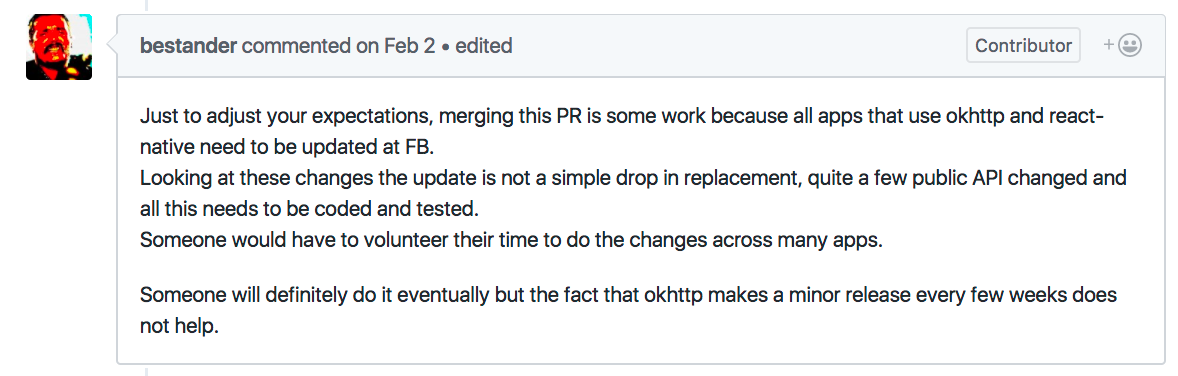 bestander commented on Feb 2 • edited
Contributor
Just to adjust your expectations, merging this PR is some work because all apps that use okhttp and react-
native need to be updated at FB.
Looking at these changes the update is not a simple drop in replacement, quite a few public API changed and
all this needs to be coded and tested.
Someone would have to volunteer their time to do the changes across many apps.
Someone will definitely do it eventually but the fact that okhttp makes a minor release every few weeks does
not help.